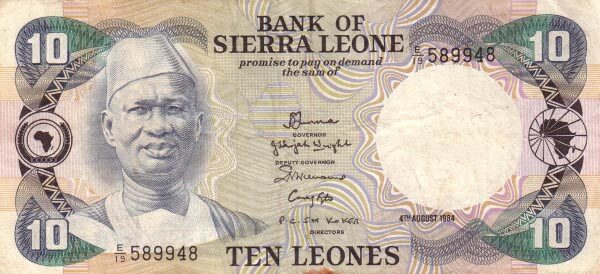 10
BANK OF
SIERRA LEONE
promise to pay on demand
the sum of
10
E/19 589948
GOVERNOR
DEPUTY GOVERNOR
DIRECTORS
4TH AUGUST 1984
10
E/19 589948
TEN LEONES
10